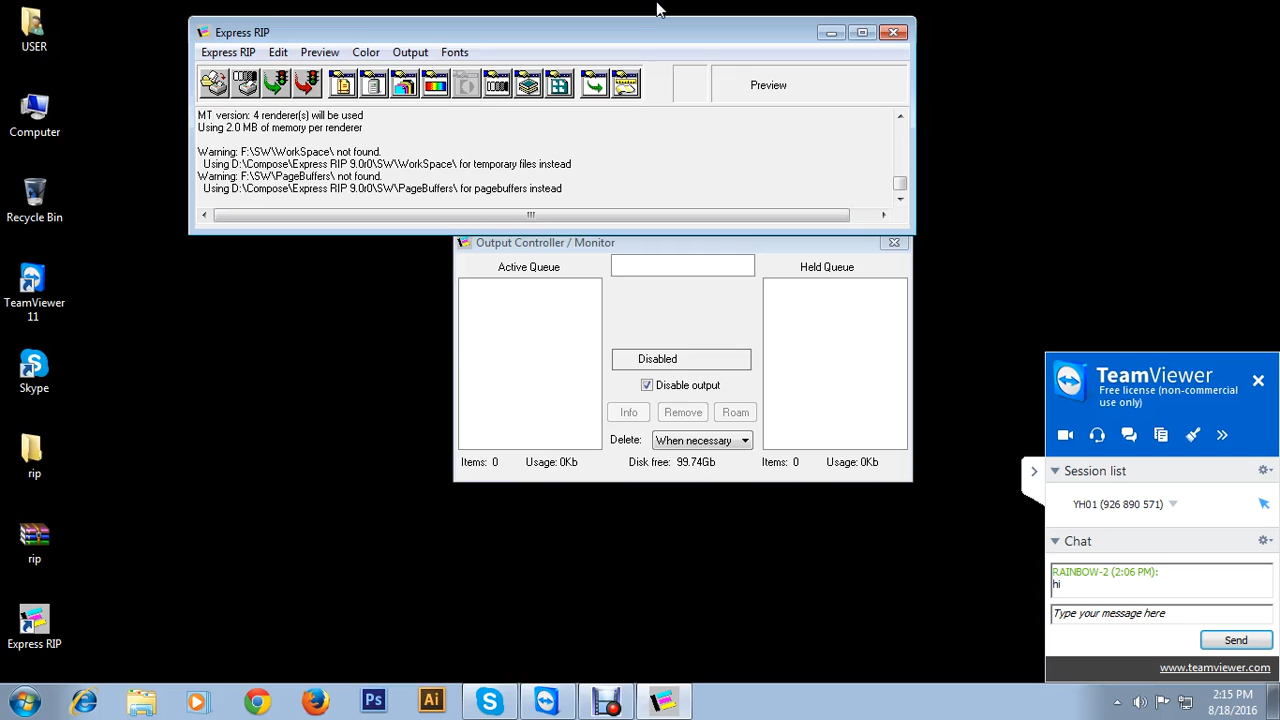 USER
Computer
Recycle Bin
TeamViewer
11
Skype
rip
rip
Express RIP
Express RIP
Express RIP Edit Preview Color Output Fonts
Preview
MT version: 4 renderer(s) will be used
Using 2.0 MB of memory per renderer
Warning: F:\SW\WorkSpace\ not found.
Using D:\Compose\Express RIP 9.0r0\SW\WorkSpace\ for temporary files instead
Warning: F:\SW\PageBuffers\ not found.
Using D:\Compose\Express RIP 9.0r0\SW\PageBuffers\ for pagebuffers instead
Output Controller / Monitor
Active Queue
Held Queue
Disabled
Disable output
Info Remove Roam
Delete: When necessary
Items: 0 Usage: 0Kb Disk free: 99.74Gb Items: 0 Usage: 0Kb
TeamViewer
Free license (non-commercial
use only)
Session list
YH01 (926 890 571)
Chat
RAINBOW-2 (2:06 PM):
hi
Type your message here
Send
www.teamviewer.com
Ps Ai
2:15 PM
8/18/2016